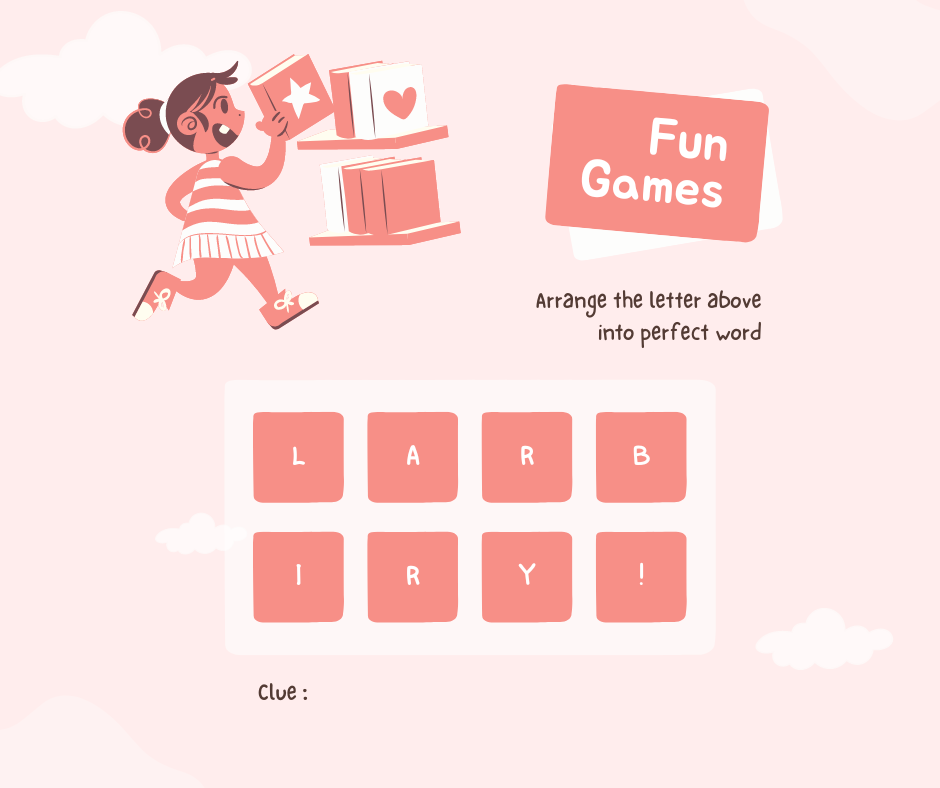 Fun
Games
Arrange the letter above
into perfect word
L A R B
I R Y !
Clue :